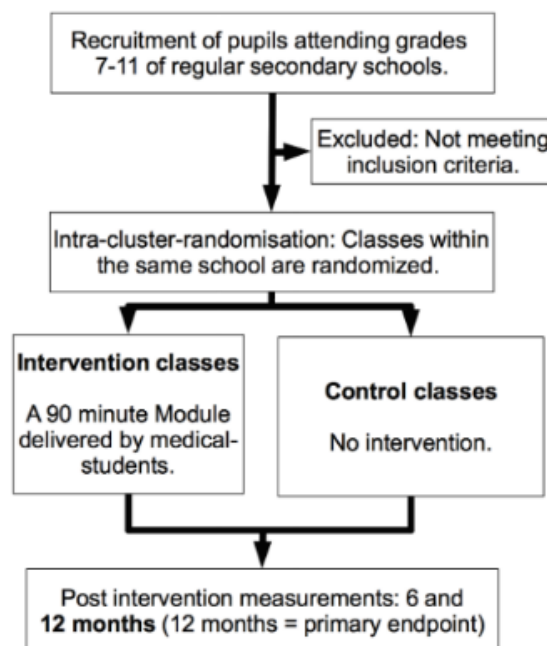 Recruitment of pupils attending grades
7-11 of regular secondary schools.
Excluded: Not meeting
inclusion criteria.
Intra-cluster-randomisation: Classes within
the same school are randomized.
Intervention classes
A 90 minute Module
delivered by medical-
students.
Control classes
No intervention.
Post intervention measurements: 6 and
12 months (12 months = primary endpoint)